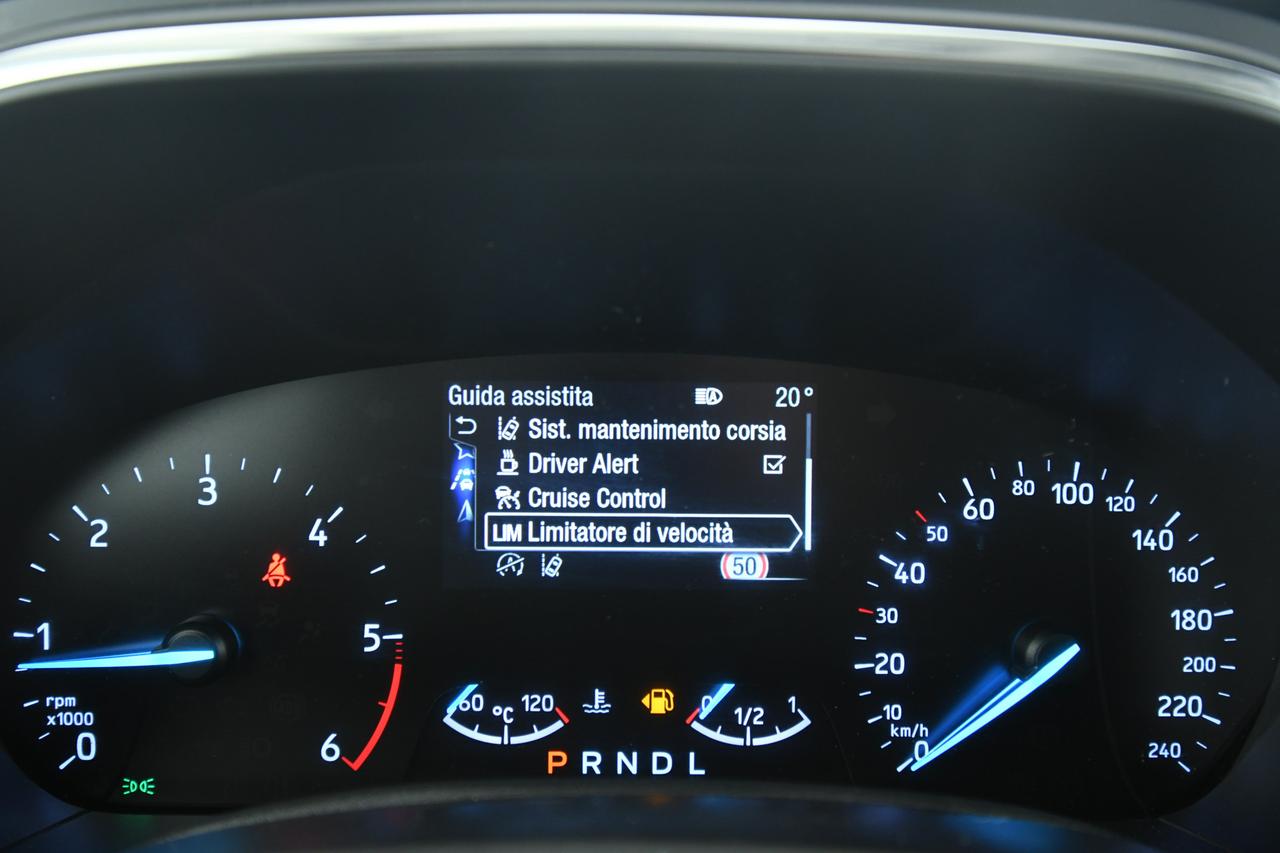 Guida assistita 20°
Sist. mantenimento corsia
Driver Alert
Cruise Control
LIM Limitatore di velocità
50
0
1
2
3
4
5
6
rpm
x1000
60 120
°C
0 1/2 1
P R N D L
0
10
20
30
40
50
60
80
100
120
140
160
180
200
220
240
km/h